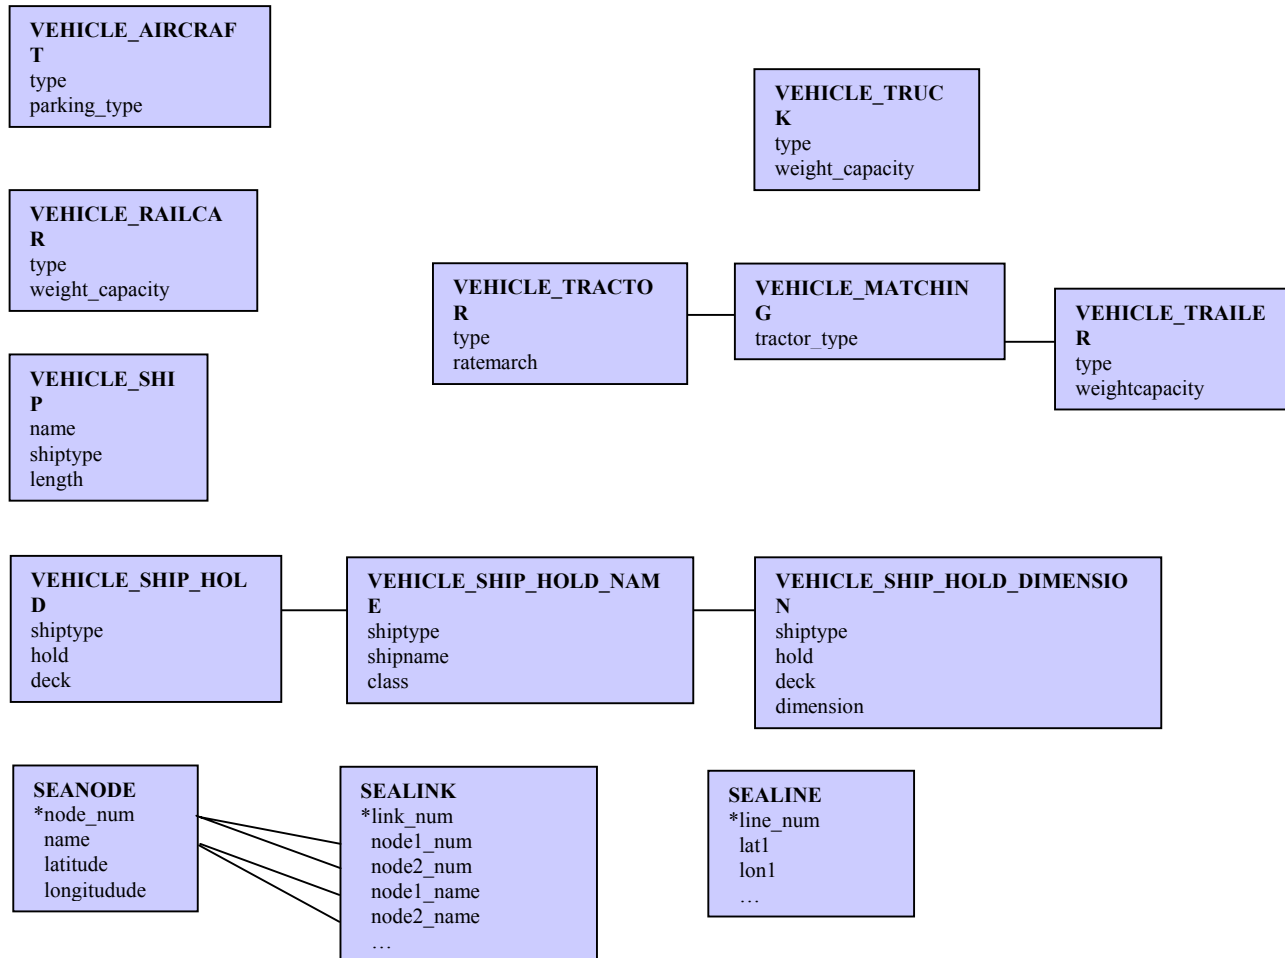 VEHICLE_AIRCRAF
T
type
parking_type
VEHICLE_TRUC
K
type
weight_capacity
VEHICLE_RAILCA
R
type
weight_capacity
VEHICLE_TRACTO
R
type
ratemarch
VEHICLE_MATCHIN
G
tractor_type
VEHICLE_TRAILE
R
type
weightcapacity
VEHICLE_SHI
P
name
shiptype
length
VEHICLE_SHIP_HOL
D
shiptype
hold
deck
VEHICLE_SHIP_HOLD_NAM
E
shiptype
shipname
class
VEHICLE_SHIP_HOLD_DIMENSIO
N
shiptype
hold
deck
dimension
SEANODE
*node_num
name
latitude
longitudude
SEALINK
*link_num
node1_num
node2_num
node1_name
node2_name
…
SEALINE
*line_num
lat1
lon1
…